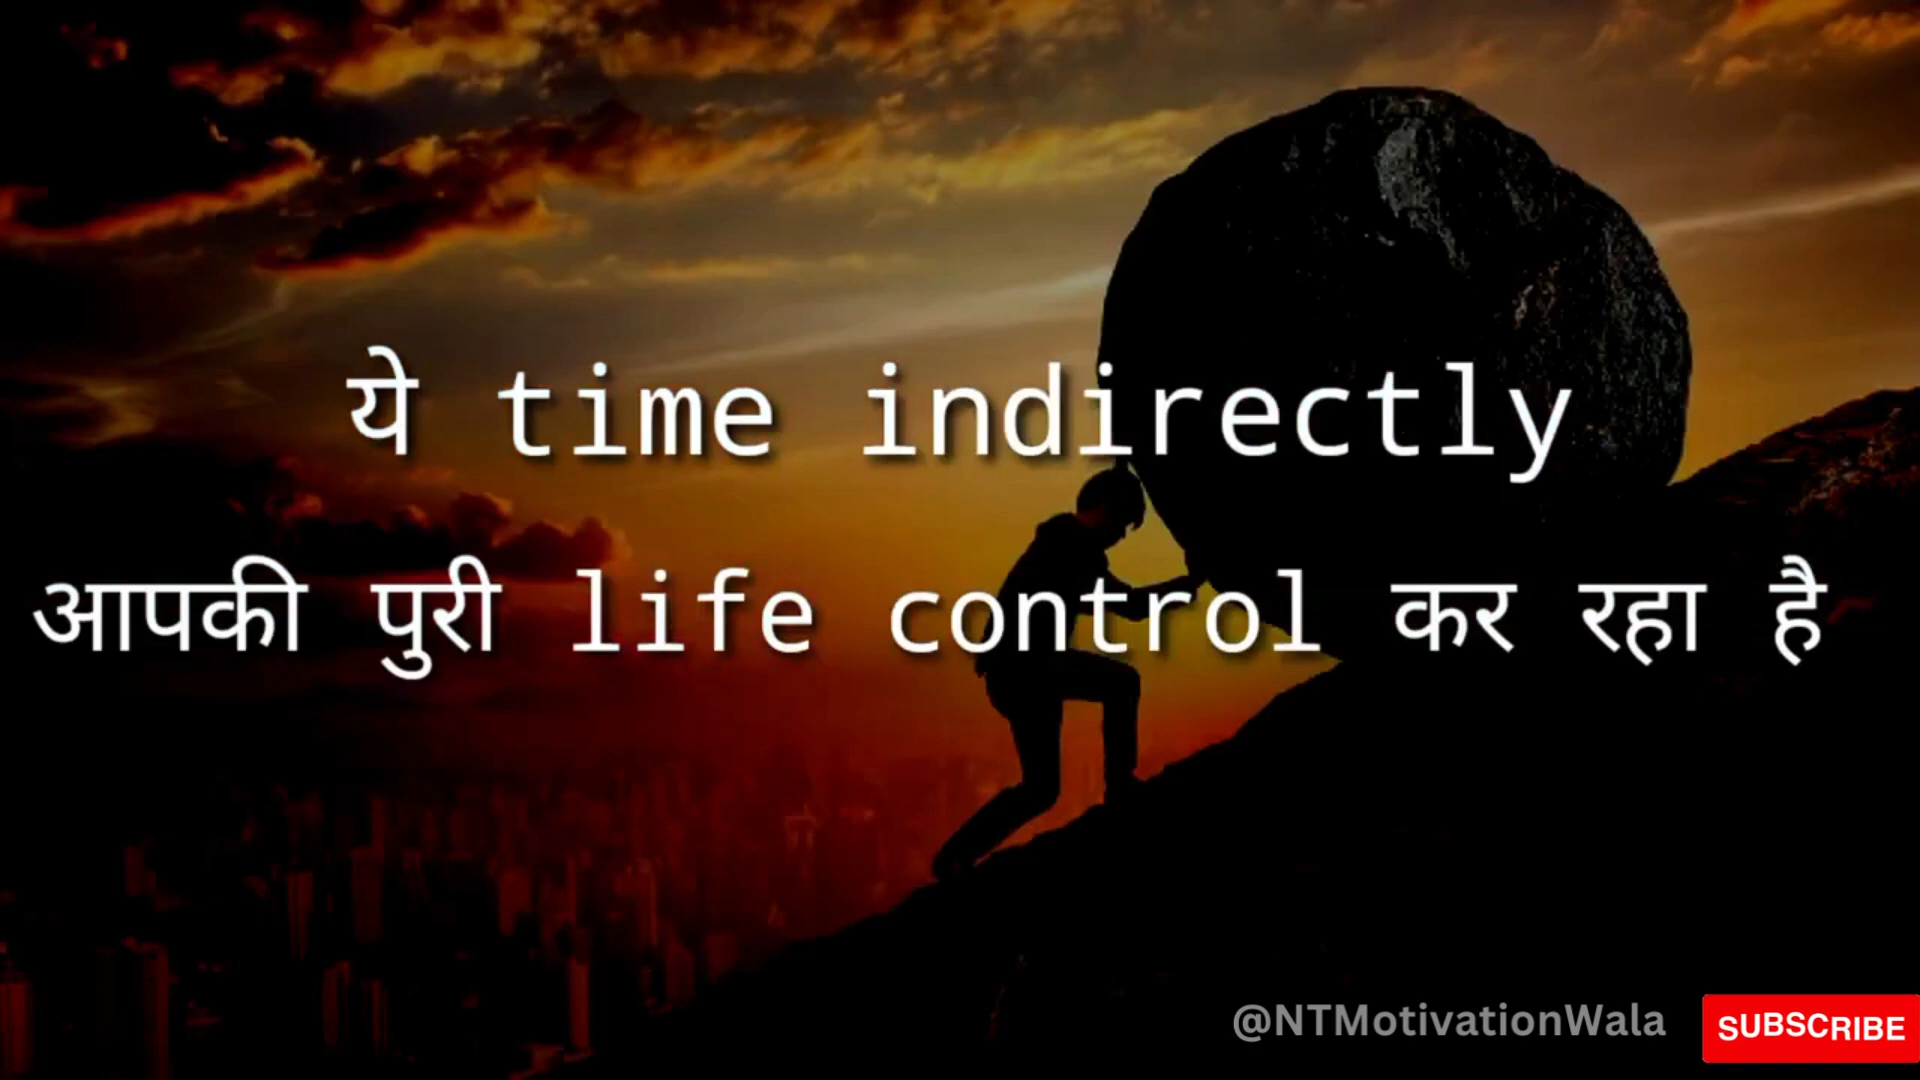 ये time indirectly
आपकी पुरी life control कर रहा है
@NTMotivationWala
SUBSCRIBE